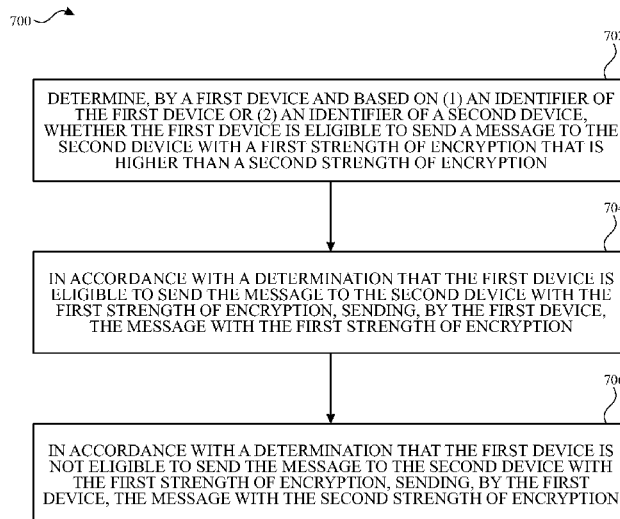 700
702
DETERMINE, BY A FIRST DEVICE AND BASED ON (1) AN IDENTIFIER OF
THE FIRST DEVICE OR (2) AN IDENTIFIER OF A SECOND DEVICE,
WHETHER THE FIRST DEVICE IS ELIGIBLE TO SEND A MESSAGE TO THE
SECOND DEVICE WITH A FIRST STRENGTH OF ENCRYPTION THAT IS
HIGHER THAN A SECOND STRENGTH OF ENCRYPTION
704
IN ACCORDANCE WITH A DETERMINATION THAT THE FIRST DEVICE IS
ELIGIBLE TO SEND THE MESSAGE TO THE SECOND DEVICE WITH THE
FIRST STRENGTH OF ENCRYPTION, SENDING, BY THE FIRST DEVICE,
THE MESSAGE WITH THE FIRST STRENGTH OF ENCRYPTION
706
IN ACCORDANCE WITH A DETERMINATION THAT THE FIRST DEVICE IS
NOT ELIGIBLE TO SEND THE MESSAGE TO THE SECOND DEVICE WITH
THE FIRST STRENGTH OF ENCRYPTION, SENDING, BY THE FIRST
DEVICE, THE MESSAGE WITH THE SECOND STRENGTH OF ENCRYPTION